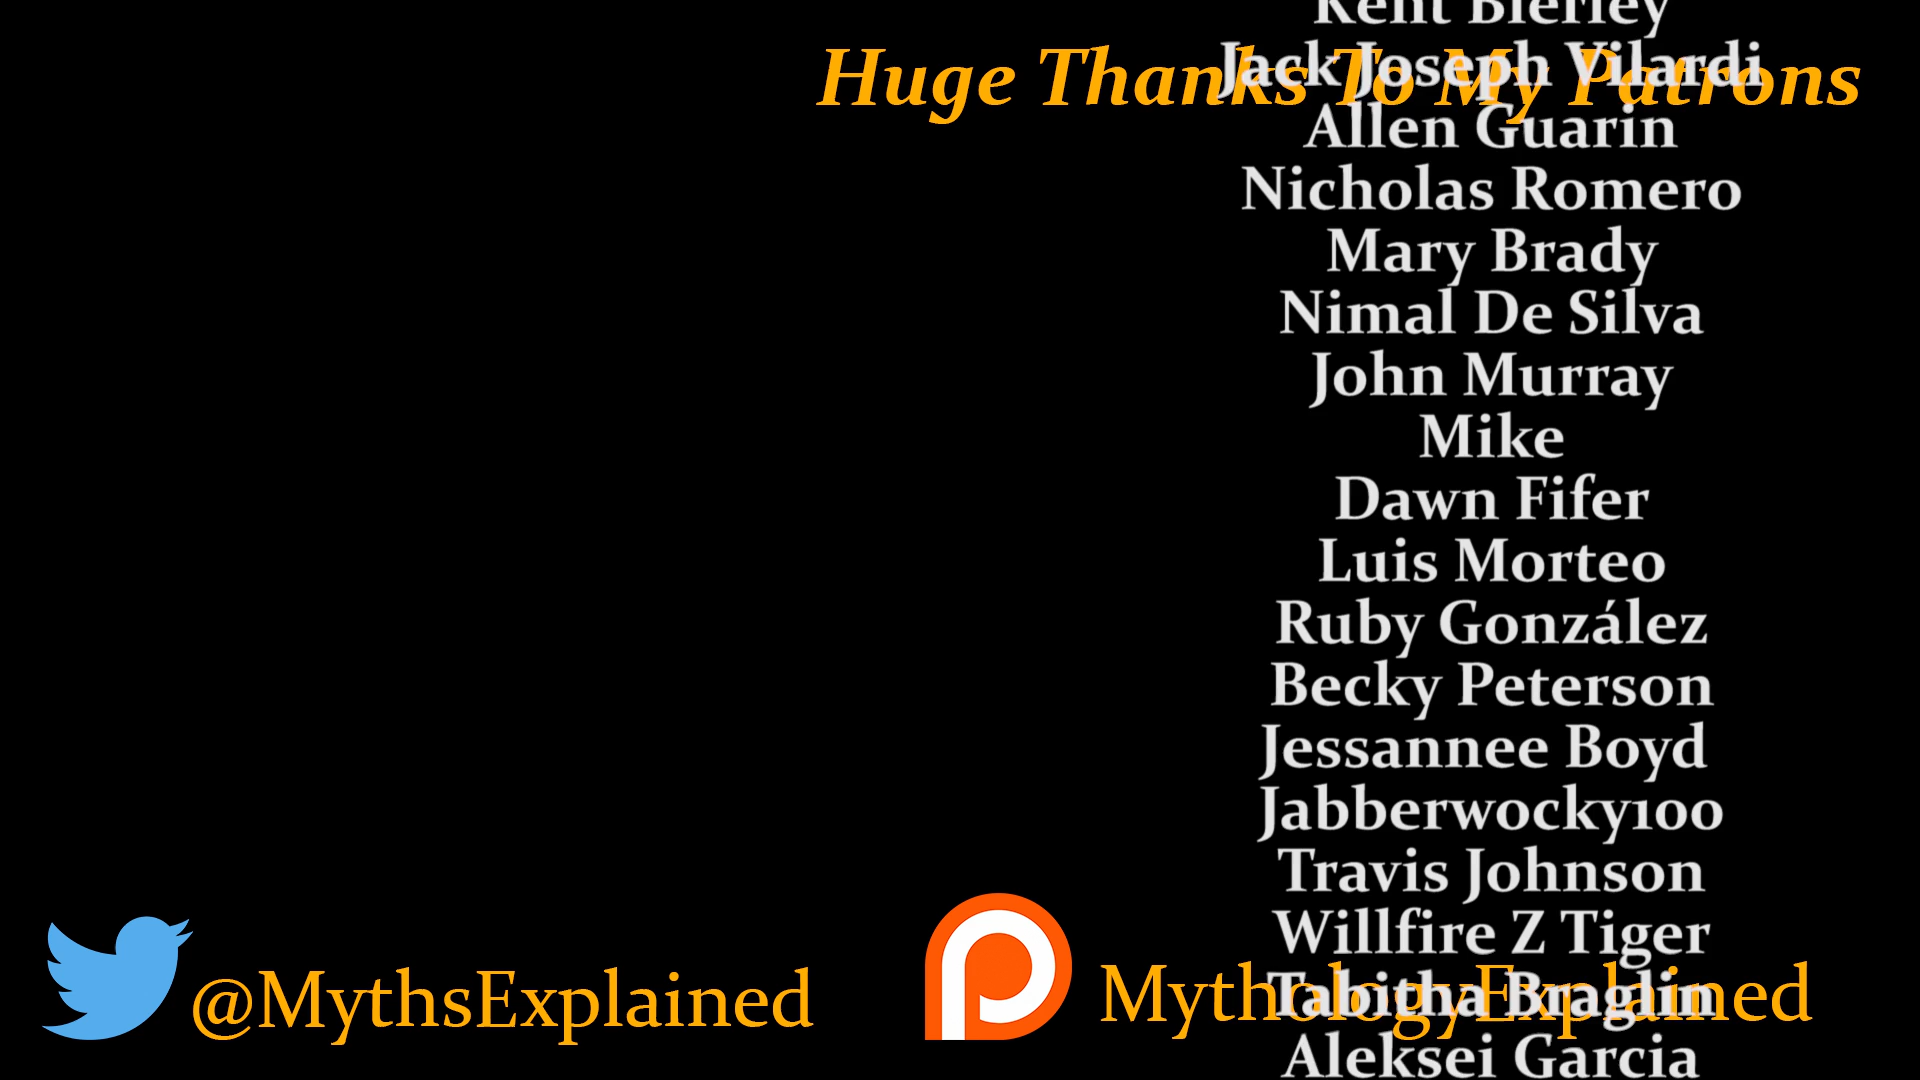 Kent Bierley
Huge Thanks To My Patrons
Jack Joseph Vilardi
Allen Guarin
Nicholas Romero
Mary Brady
Nimal De Silva
John Murray
Mike
Dawn Fifer
Luis Morteo
Ruby González
Becky Peterson
Jessannee Boyd
Jabberwocky100
Travis Johnson
Willfire Z Tiger
@MythsExplained
MythologyExplained
Tabitha Braglin
Aleksei Garcia